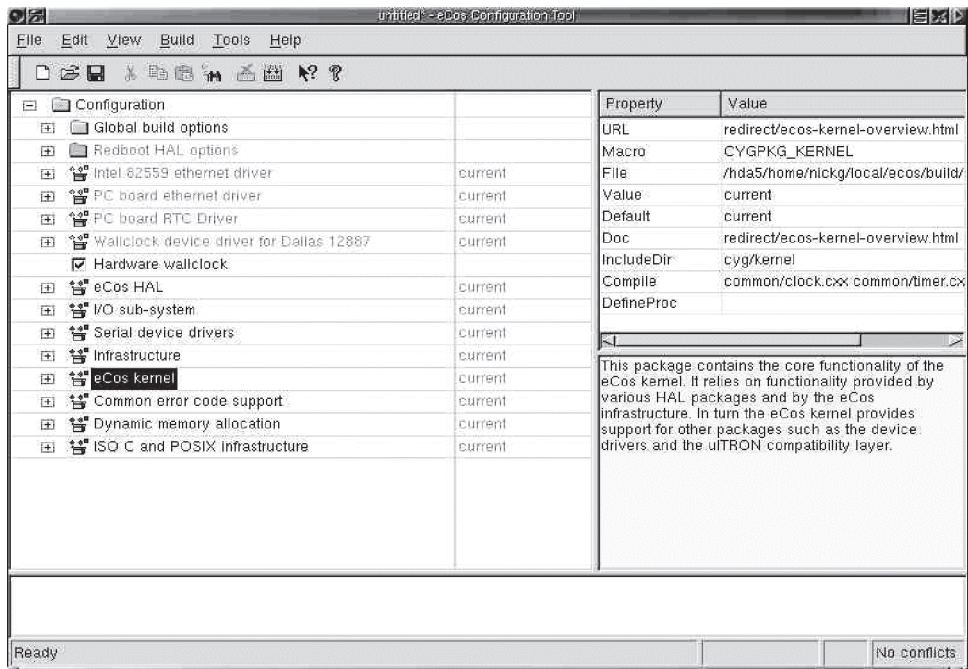 untitled* - eCos Configuration Tool
File Edit View Build Tools Help
Configuration
Global build options
Redboot HAL options
Intel 82559 ethernet driver current
PC board ethernet driver current
PC board RTC Driver current
Wallclock device driver for Dallas 12887 current
Hardware wallclock
eCos HAL current
I/O sub-system current
Serial device drivers current
Infrastructure current
eCos kernel current
Common error code support current
Dynamic memory allocation current
ISO C and POSIX infrastructure current
Property Value
URL redirect/ecos-kernel-overview.html
Macro CYGPKG_KERNEL
File /hda5/home/nickg/local/ecos/build/
Value current
Default current
Doc redirect/ecos-kernel-overview.html
IncludeDir cyg/kernel
Compile common/clock.cxx common/timer.cx
DefineProc
This package contains the core functionality of the
eCos kernel. It relies on functionality provided by
various HAL packages and by the eCos
infrastructure. In turn the eCos kernel provides
support for other packages such as the device
drivers and the uITRON compatibility layer.
Ready No conflicts